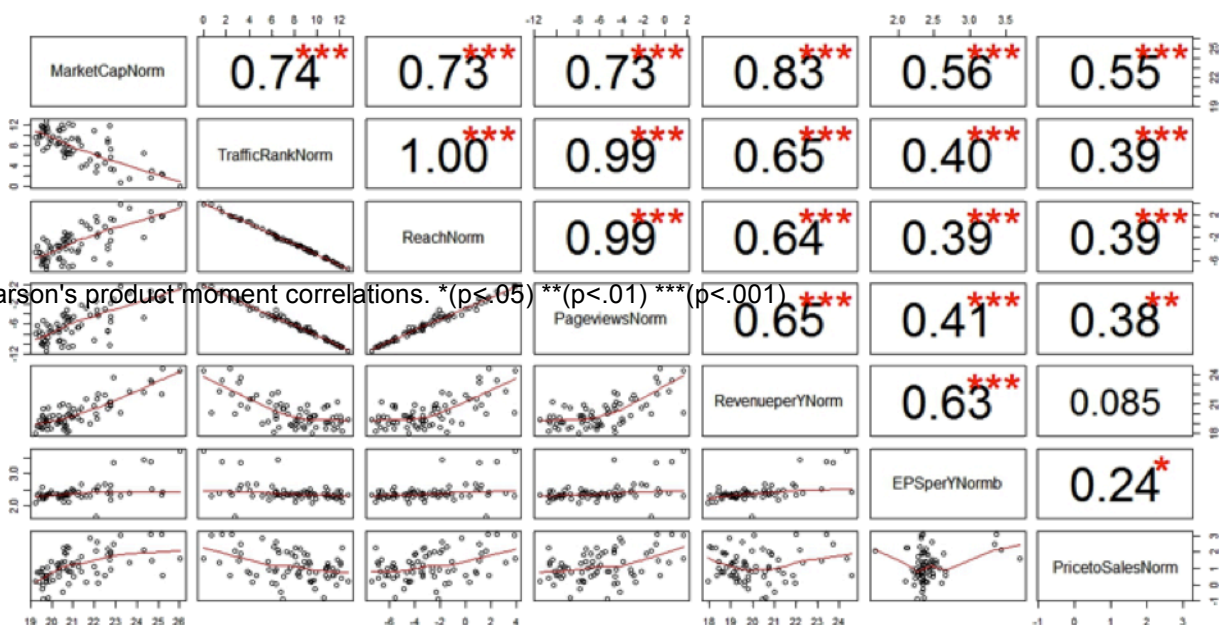 0 2 4 6 8 10 12 -12 -8 -6 -4 -2 0 2 2.0 2.5 3.0 3.5
MarketCapNorm 0.74*** 0.73*** 0.73*** 0.83*** 0.56*** 0.55*** 19 22 25
0 4 8 12 TrafficRankNorm 1.00*** 0.99*** 0.65*** 0.40*** 0.39***
ReachNorm 0.99*** 0.64*** 0.39*** 0.39*** -6 -2 2
arson's product moment correlations. *(p<.05) **(p<.01) ***(p<.001)
-12 -6 PageviewsNorm 0.65*** 0.41*** 0.38**
RevenueperYNorm 0.63*** 0.085 18 21 24
2.0 3.0 EPSperYNormb 0.24*
PricetoSalesNorm -1 0 1 2 3
19 20 21 22 23 24 25 26 -6 -4 -2 0 2 4 18 19 20 21 22 24 -1 0 1 2 3